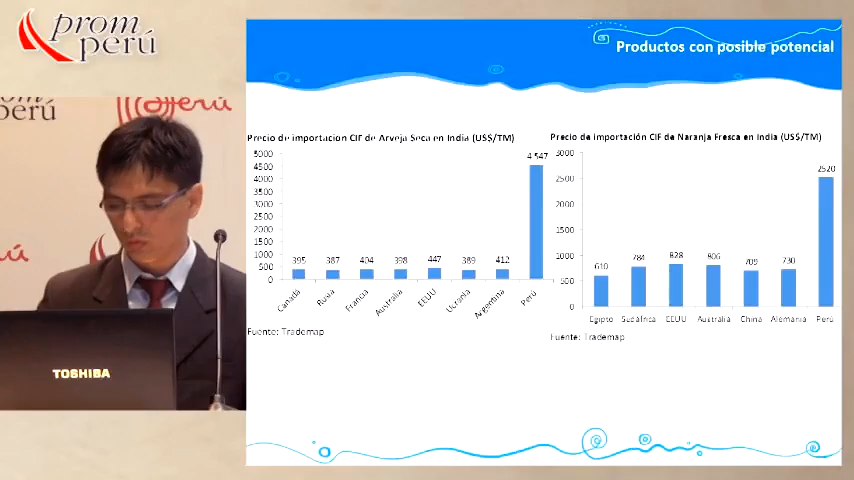 prom
perú
prom
perú
perú
ú
TOSHIBA
Productos con posible potencial
Precio de importacion CIF de Arveja Seca en India (US$/TM)
5000
4500
4000
3500
3000
2500
2000
1500
1000
500
0
395
387
404
398
447
389
412
4 547
Canadá
Rusia
Francia
Australia
EEUU
Ucrania
Argentina
Perú
Fuente: Trademap
Precio de importación CIF de Naranja Fresca en India (US$/TM)
3000
2500
2000
1500
1000
500
0
610
784
828
806
709
730
2520
Egipto
Sudáfrica
EEUU
Australia
China
Alemania
Perú
Fuente: Trademap